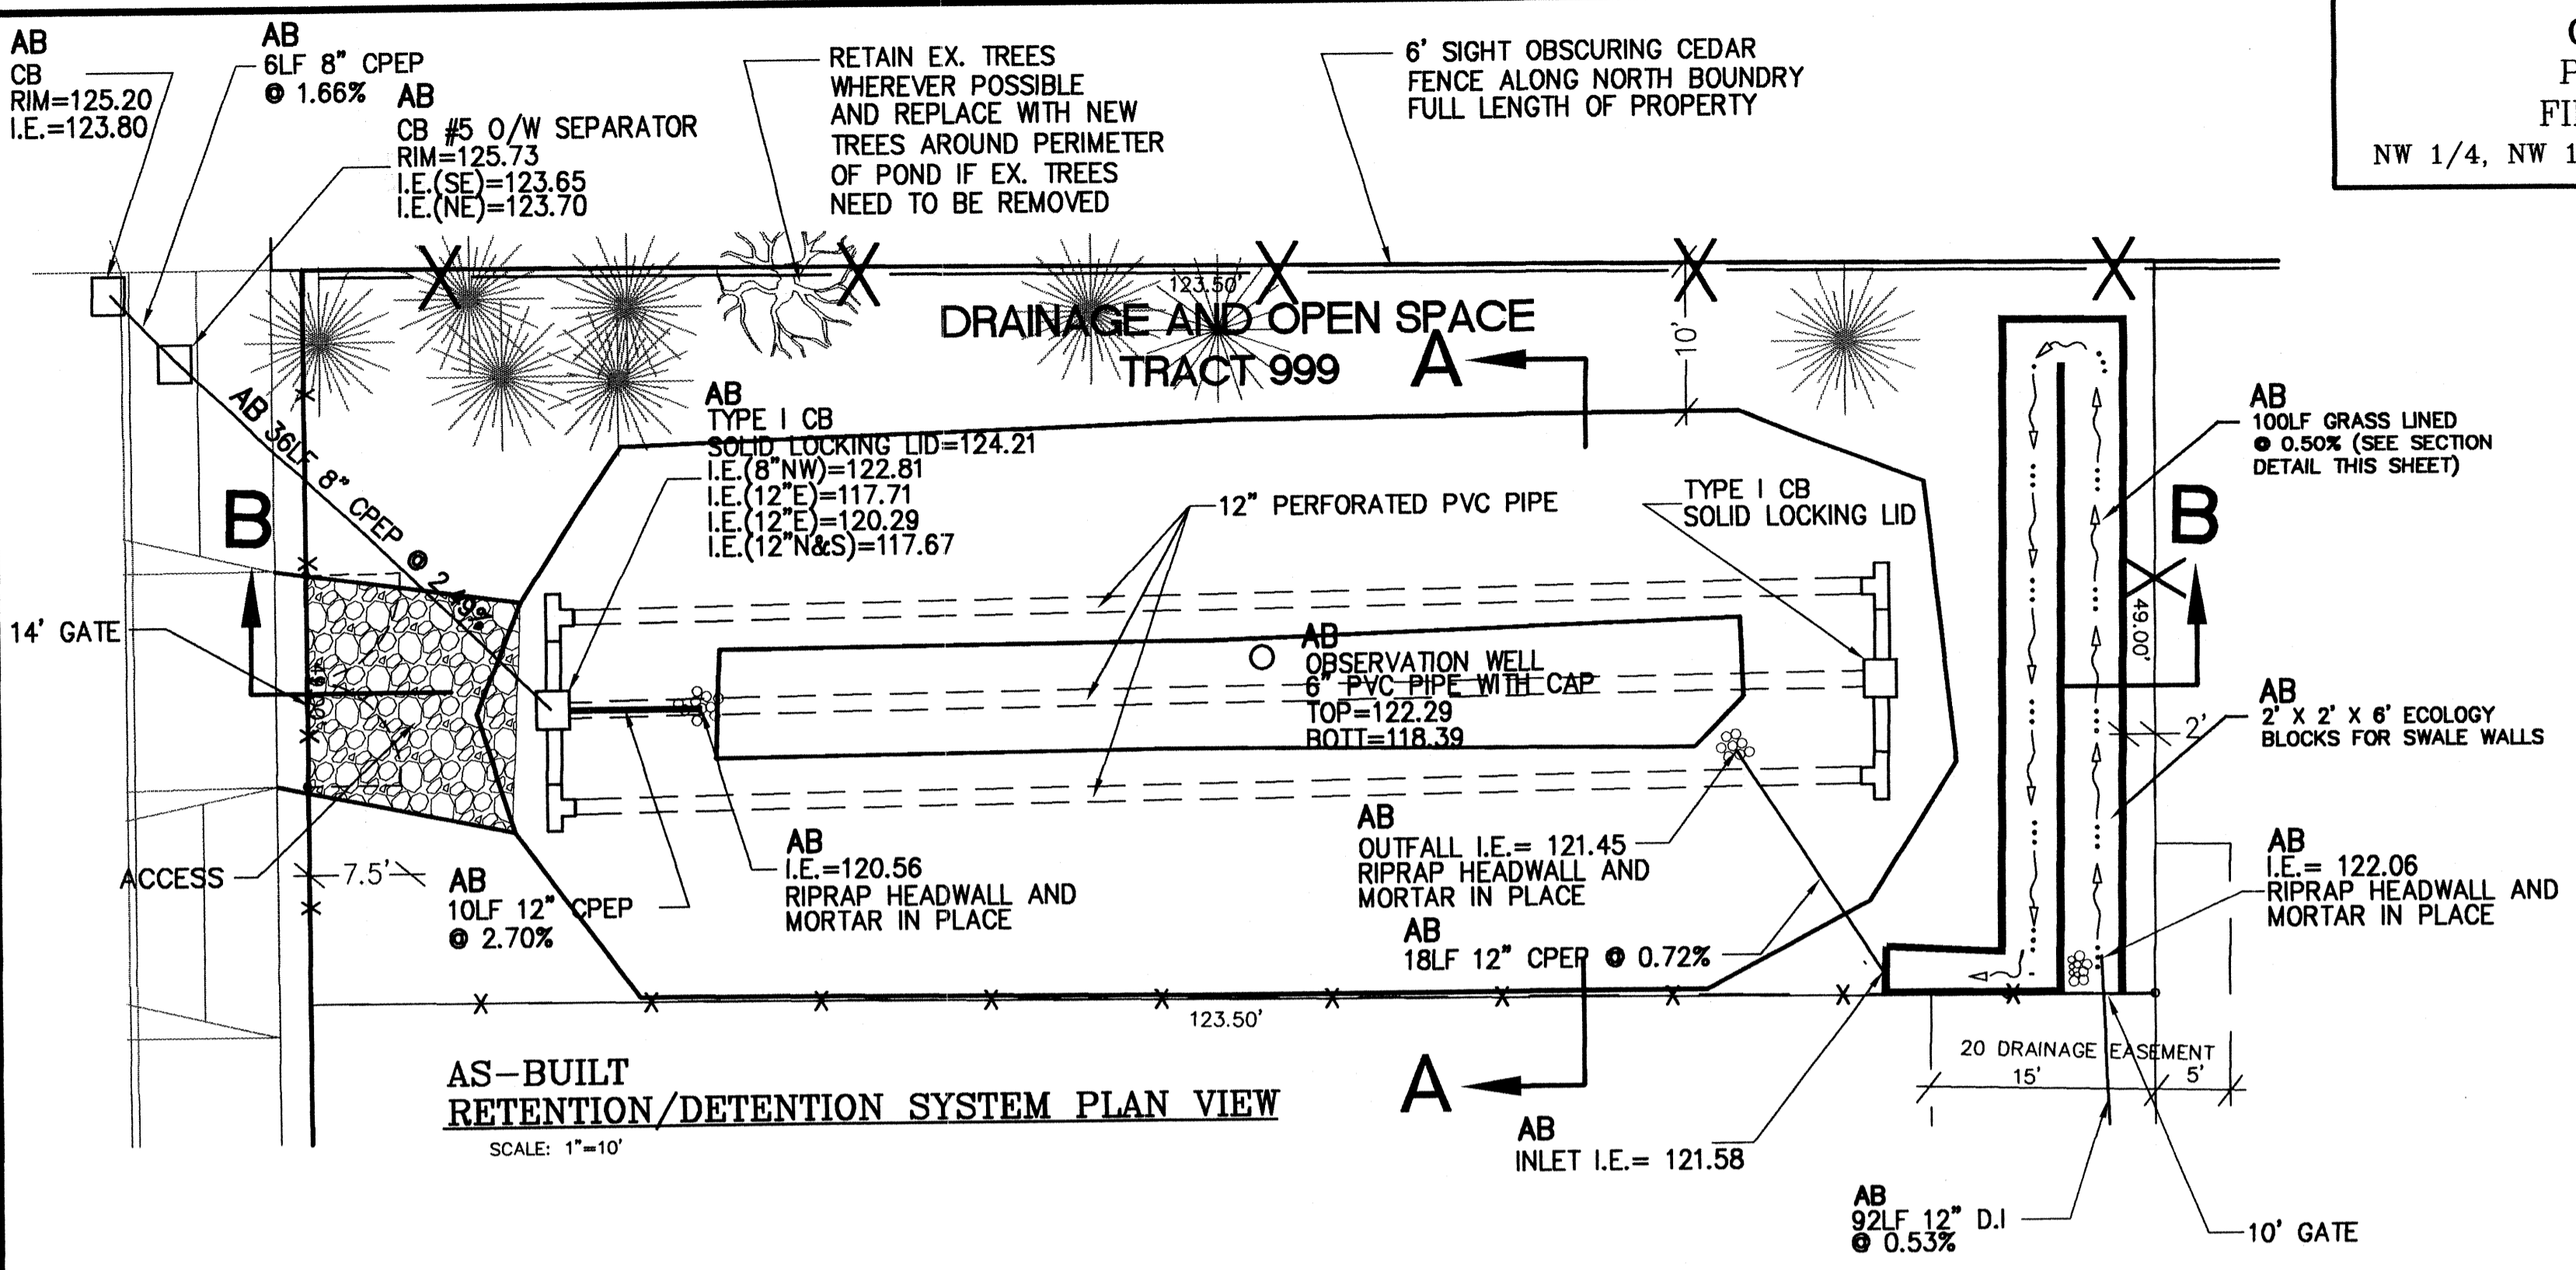 AB
CB
RIM=125.20
I.E.=123.80
AB
6LF 8" CPEP
@ 1.66%
AB
CB #5 O/W SEPARATOR
RIM=125.73
I.E.(SE)=123.65
I.E.(NE)=123.70
RETAIN EX. TREES
WHEREVER POSSIBLE
AND REPLACE WITH NEW
TREES AROUND PERIMETER
OF POND IF EX. TREES
NEED TO BE REMOVED
6' SIGHT OBSCURING CEDAR
FENCE ALONG NORTH BOUNDRY
FULL LENGTH OF PROPERTY
NW 1/4, NW 1
123.50'
DRAINAGE AND OPEN SPACE
TRACT 999
A
10'
AB
TYPE I CB
SOLID LOCKING LID=124.21
I.E.(8"NW)=122.81
I.E.(12"E)=117.71
I.E.(12"E)=120.29
I.E.(12"N&S)=117.67
AB 36LF 8" CPEP @ 2.49%
B
12" PERFORATED PVC PIPE
TYPE I CB
SOLID LOCKING LID
AB
100LF GRASS LINED
@ 0.50% (SEE SECTION
DETAIL THIS SHEET)
B
49.00'
14' GATE
49.00'
AB
OBSERVATION WELL
6" PVC PIPE WITH CAP
TOP=122.29
BOTT=118.39
AB
2' X 2' X 6' ECOLOGY
BLOCKS FOR SWALE WALLS
2'
ACCESS
7.5'
AB
10LF 12" CPEP
@ 2.70%
AB
I.E.=120.56
RIPRAP HEADWALL AND
MORTAR IN PLACE
AB
OUTFALL I.E.= 121.45
RIPRAP HEADWALL AND
MORTAR IN PLACE
AB
18LF 12" CPEP @ 0.72%
AB
I.E.= 122.06
RIPRAP HEADWALL AND
MORTAR IN PLACE
123.50'
20 DRAINAGE EASEMENT
15'
5'
A
AS-BUILT
RETENTION/DETENTION SYSTEM PLAN VIEW
SCALE: 1"=10'
AB
INLET I.E.= 121.58
AB
92LF 12" D.I
@ 0.53%
10' GATE